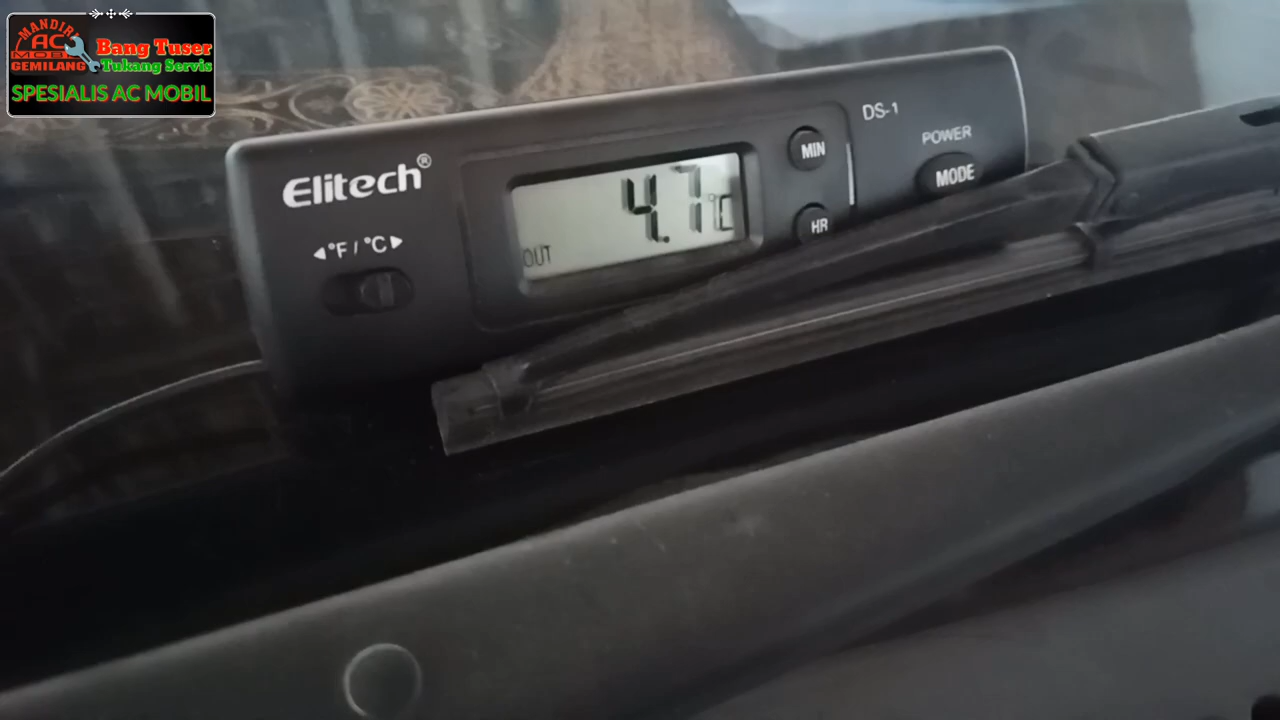 MANDIRI
AC
MOBIL
GEMILANG
Bang Tuser
Tukang Servis
SPESIALIS AC MOBIL
Elitech®
◀°F / °C▶
4.7°C
OUT
MIN
HR
DS-1
POWER
MODE